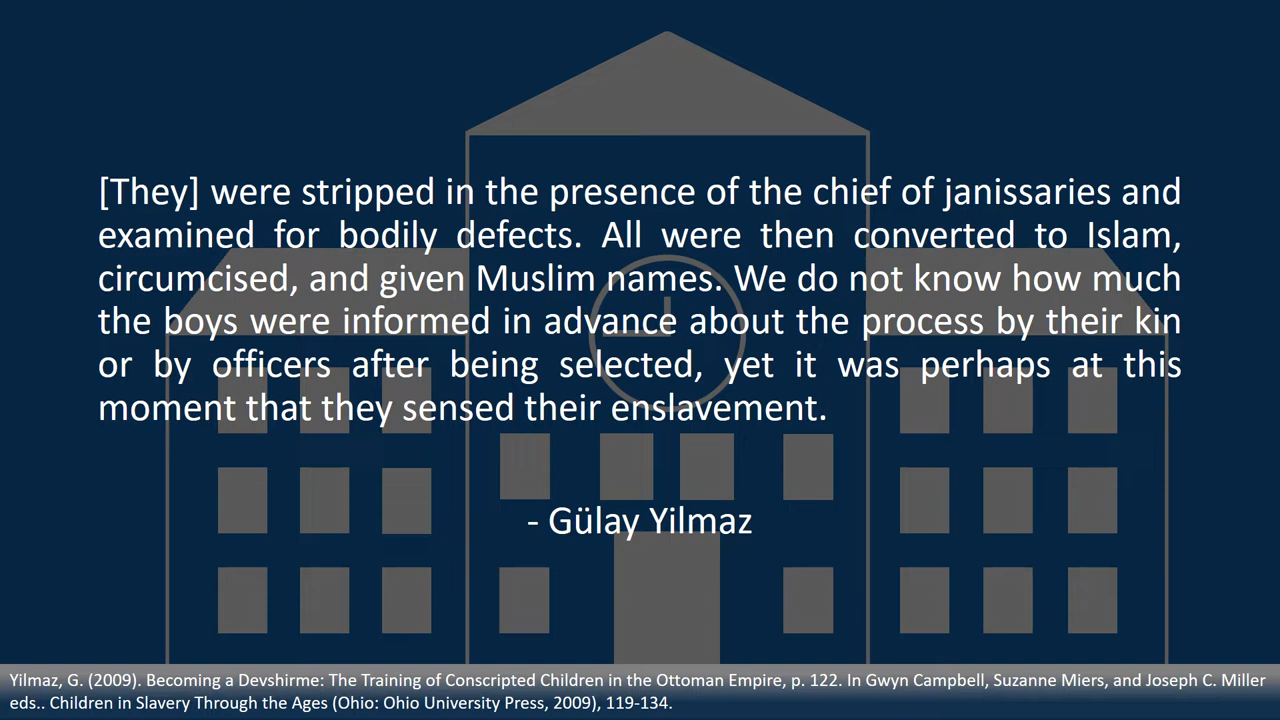 [They] were stripped in the presence of the chief of janissaries and
examined for bodily defects. All were then converted to Islam,
circumcised, and given Muslim names. We do not know how much
the boys were informed in advance about the process by their kin
or by officers after being selected, yet it was perhaps at this
moment that they sensed their enslavement.
- Gülay Yilmaz
Yilmaz, G. (2009). Becoming a Devshirme: The Training of Conscripted Children in the Ottoman Empire, p. 122. In Gwyn Campbell, Suzanne Miers, and Joseph C. Miller
eds.. Children in Slavery Through the Ages (Ohio: Ohio University Press, 2009), 119-134.